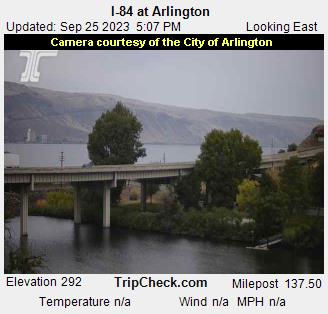 I-84 at Arlington
Updated: Sep 25 2023 5:07 PM Looking East
Camera courtesy of the City of Arlington
Elevation 292 TripCheck.com Milepost 137.50
Temperature n/a Wind n/a MPH n/a